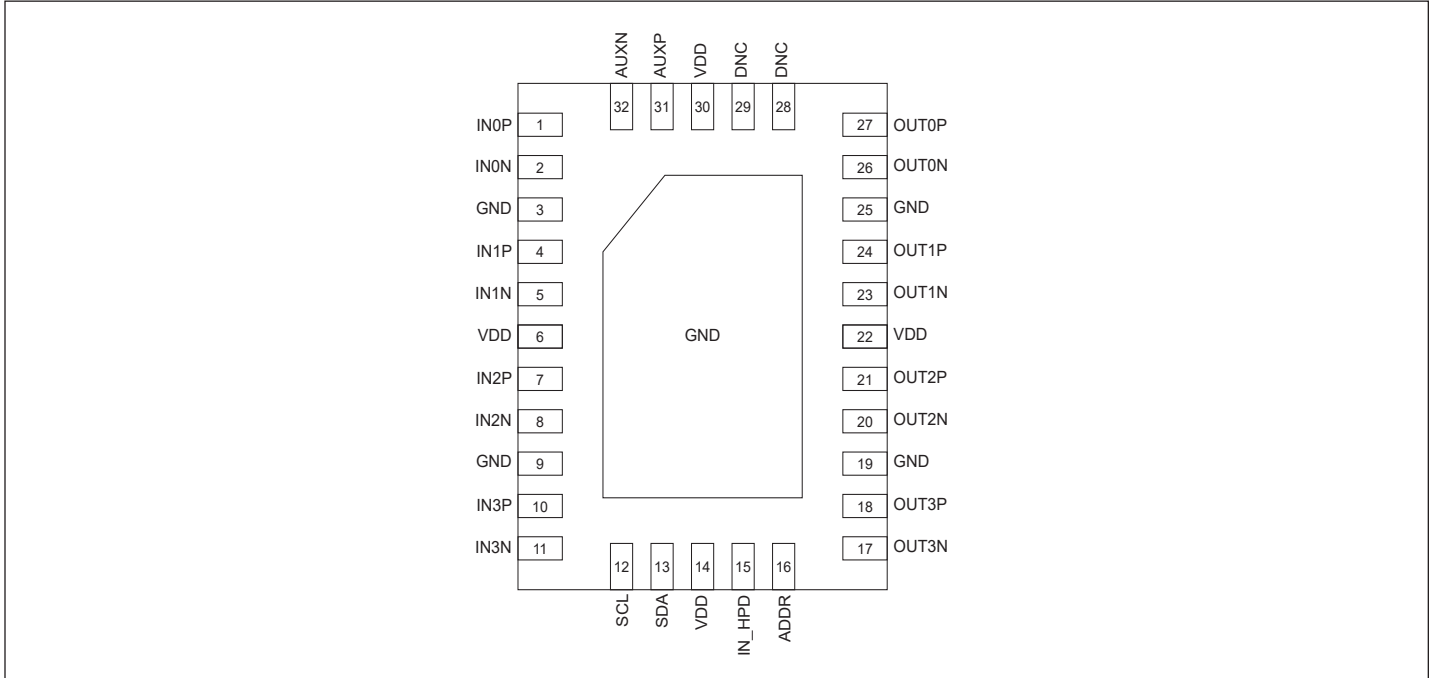 AUXN AUXP VDD DNC DNC
32 31 30 29 28
IN0P 1 27 OUT0P
IN0N 2 26 OUT0N
GND 3 25 GND
IN1P 4 24 OUT1P
IN1N 5 23 OUT1N
VDD 6 GND 22 VDD
IN2P 7 21 OUT2P
IN2N 8 20 OUT2N
GND 9 19 GND
IN3P 10 18 OUT3P
IN3N 11 17 OUT3N
12 13 14 15 16
SCL SDA VDD IN_HPD ADDR